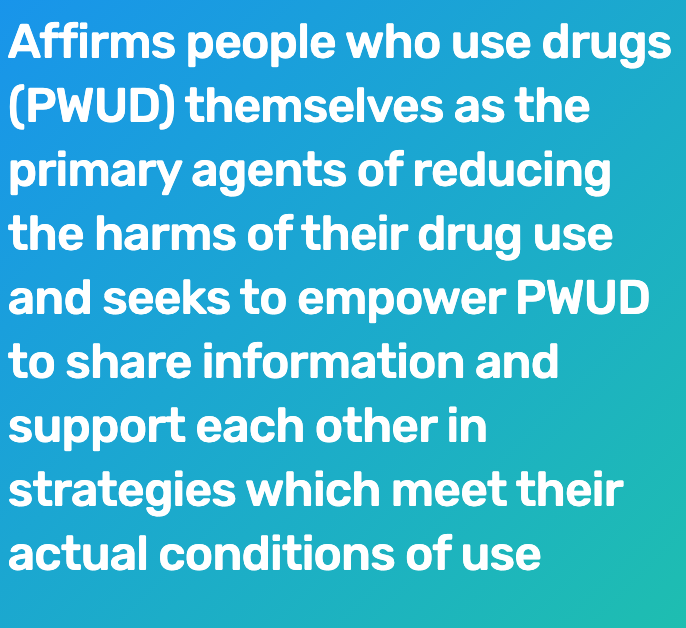 Affirms people who use drugs
(PWUD) themselves as the
primary agents of reducing
the harms of their drug use
and seeks to empower PWUD
to share information and
support each other in
strategies which meet their
actual conditions of use